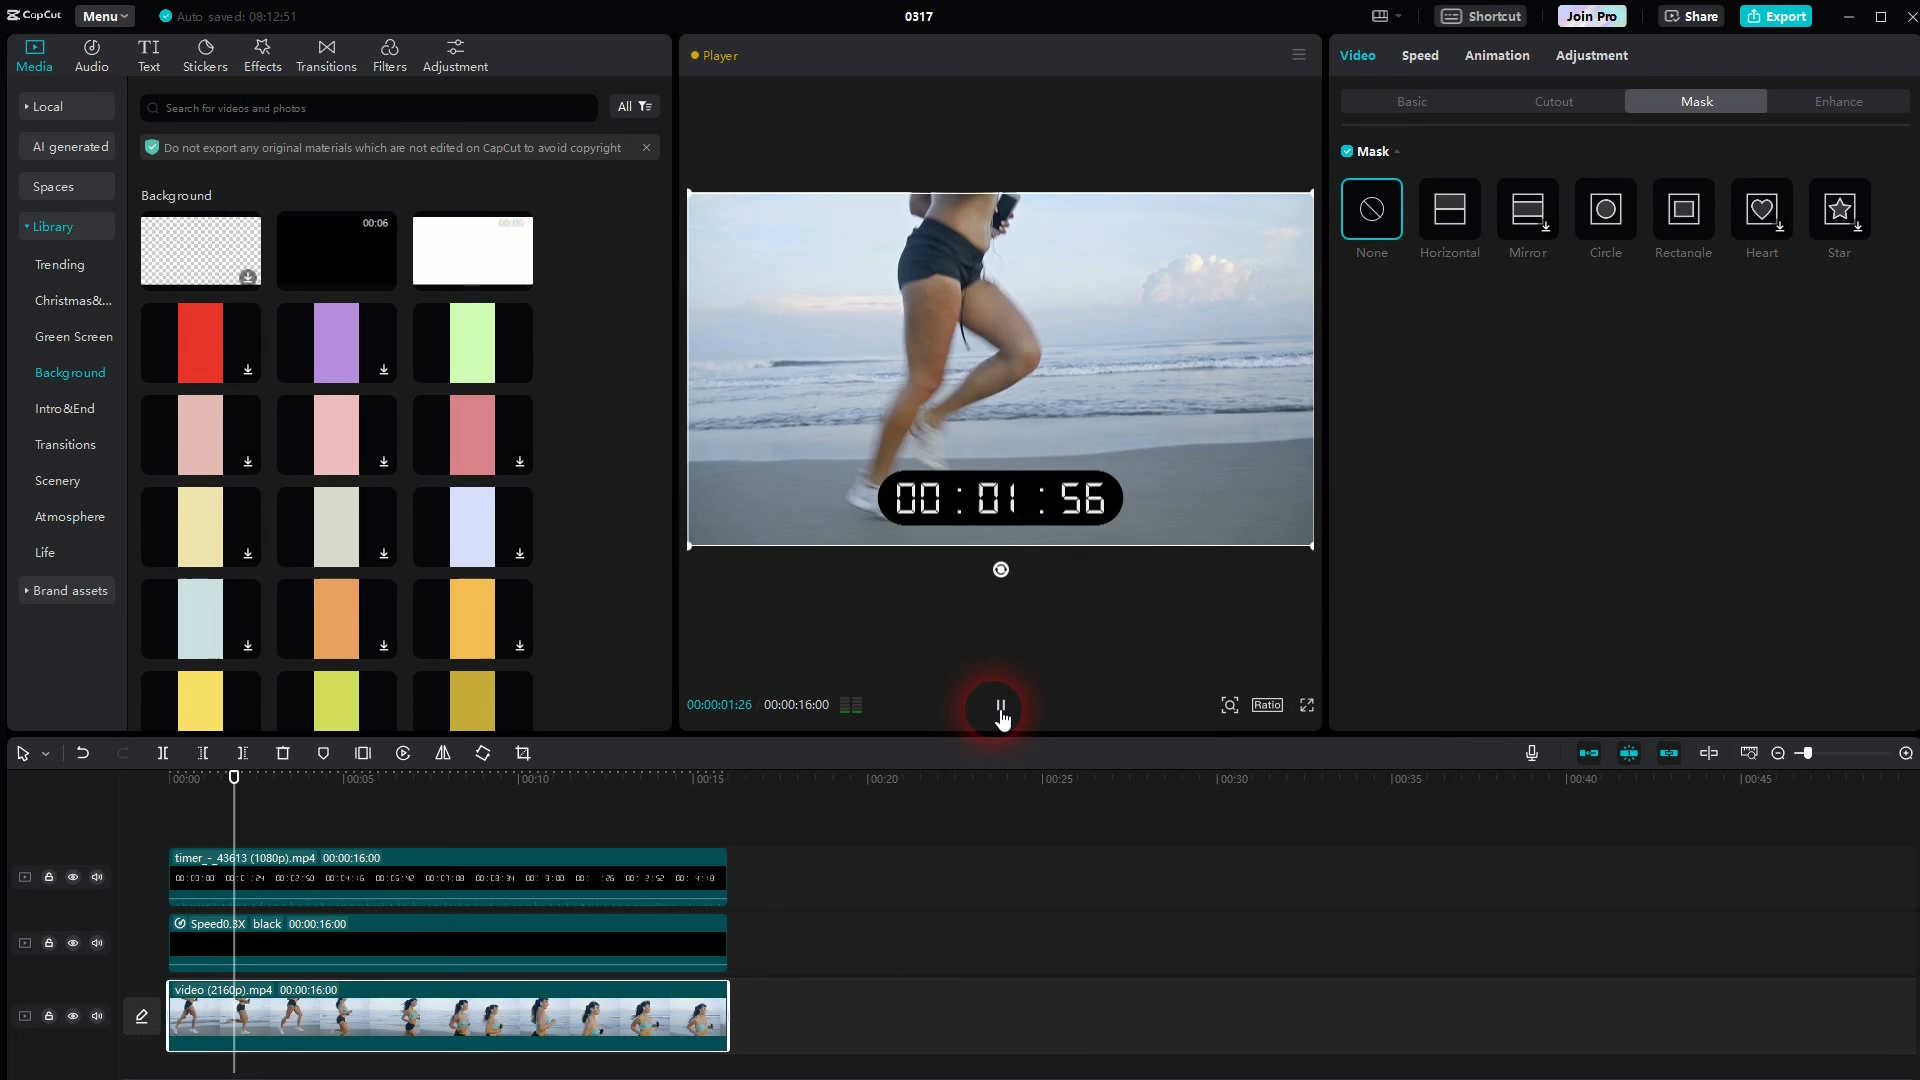 CapCut Menu Auto saved: 08:12:51 0317 Shortcut Join Pro Share Export
Media Audio Text Stickers Effects Transitions Filters Adjustment
Player
Video Speed Animation Adjustment
Local
AI generated
Spaces
Library
Trending
Christmas&...
Green Screen
Background
Intro&End
Transitions
Scenery
Atmosphere
Life
Brand assets
Search for videos and photos
All
Do not export any original materials which are not edited on CapCut to avoid copyright
Background
00:06
00:01:56
00:00:01:26 00:00:16:00
Ratio
Basic Cutout Mask Enhance
Mask
None Horizontal Mirror Circle Rectangle Heart Star
00:00 00:05 00:10 00:15 00:20 00:25 00:30 00:35 00:40 00:45
timer_-_43613 (1080p).mp4 00:00:16:00
Speed0.3X black 00:00:16:00
video (2160p).mp4 00:00:16:00